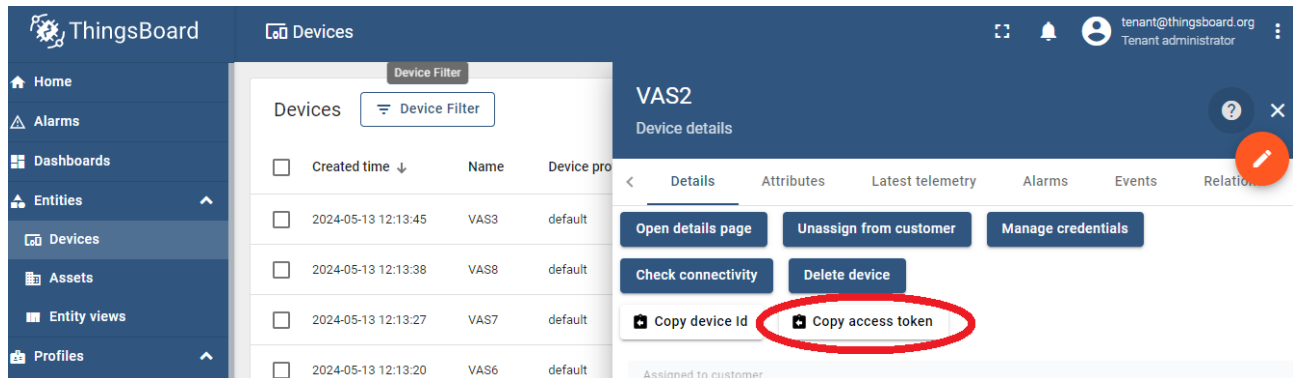 ThingsBoard
Devices
tenant@thingsboard.org
Tenant administrator
Home
Alarms
Dashboards
Entities
Devices
Assets
Entity views
Profiles
Device Filter
Devices
Device Filter
Created time Name Device pro
2024-05-13 12:13:45 VAS3 default
2024-05-13 12:13:38 VAS8 default
2024-05-13 12:13:27 VAS7 default
2024-05-13 12:13:20 VAS6 default
VAS2
Device details
Details Attributes Latest telemetry Alarms Events Relation
Open details page Unassign from customer Manage credentials
Check connectivity Delete device
Copy device Id Copy access token
Assigned to customer